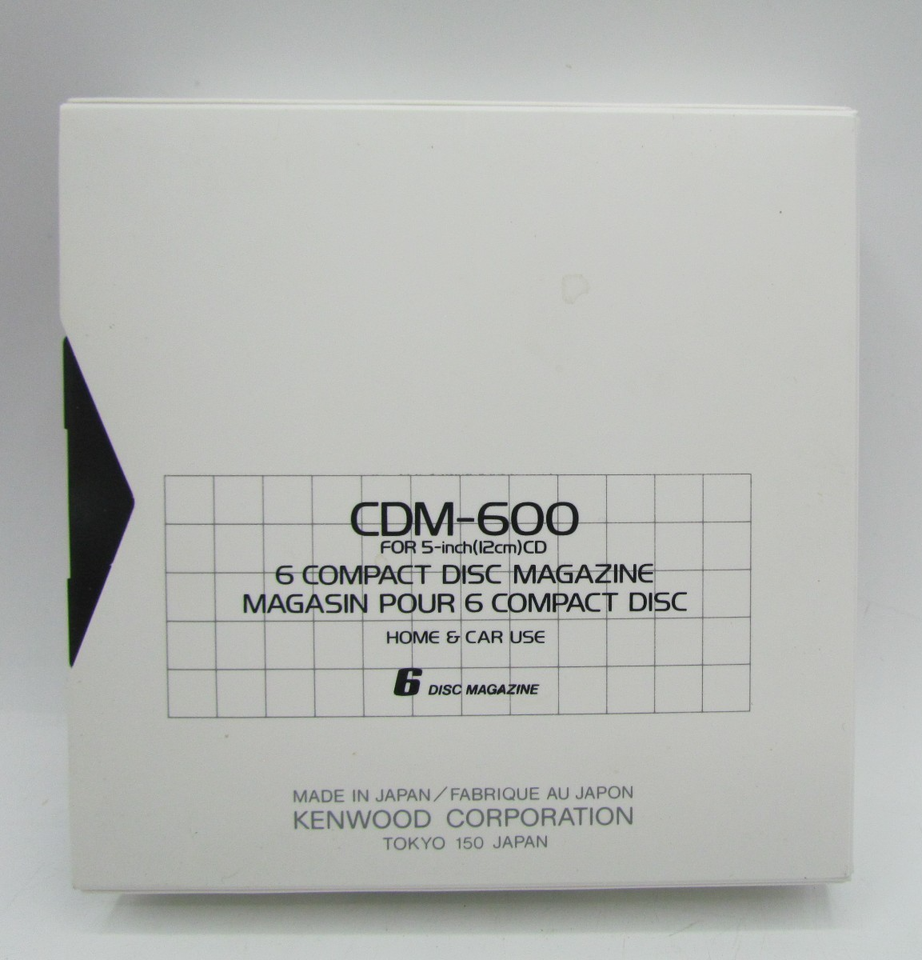 CDM-600
FOR 5-inch(12cm)CD
6 COMPACT DISC MAGAZINE
MAGASIN POUR 6 COMPACT DISC
HOME & CAR USE
6 DISC MAGAZINE
MADE IN JAPAN/FABRIQUE AU JAPON
KENWOOD CORPORATION
TOKYO 150 JAPAN